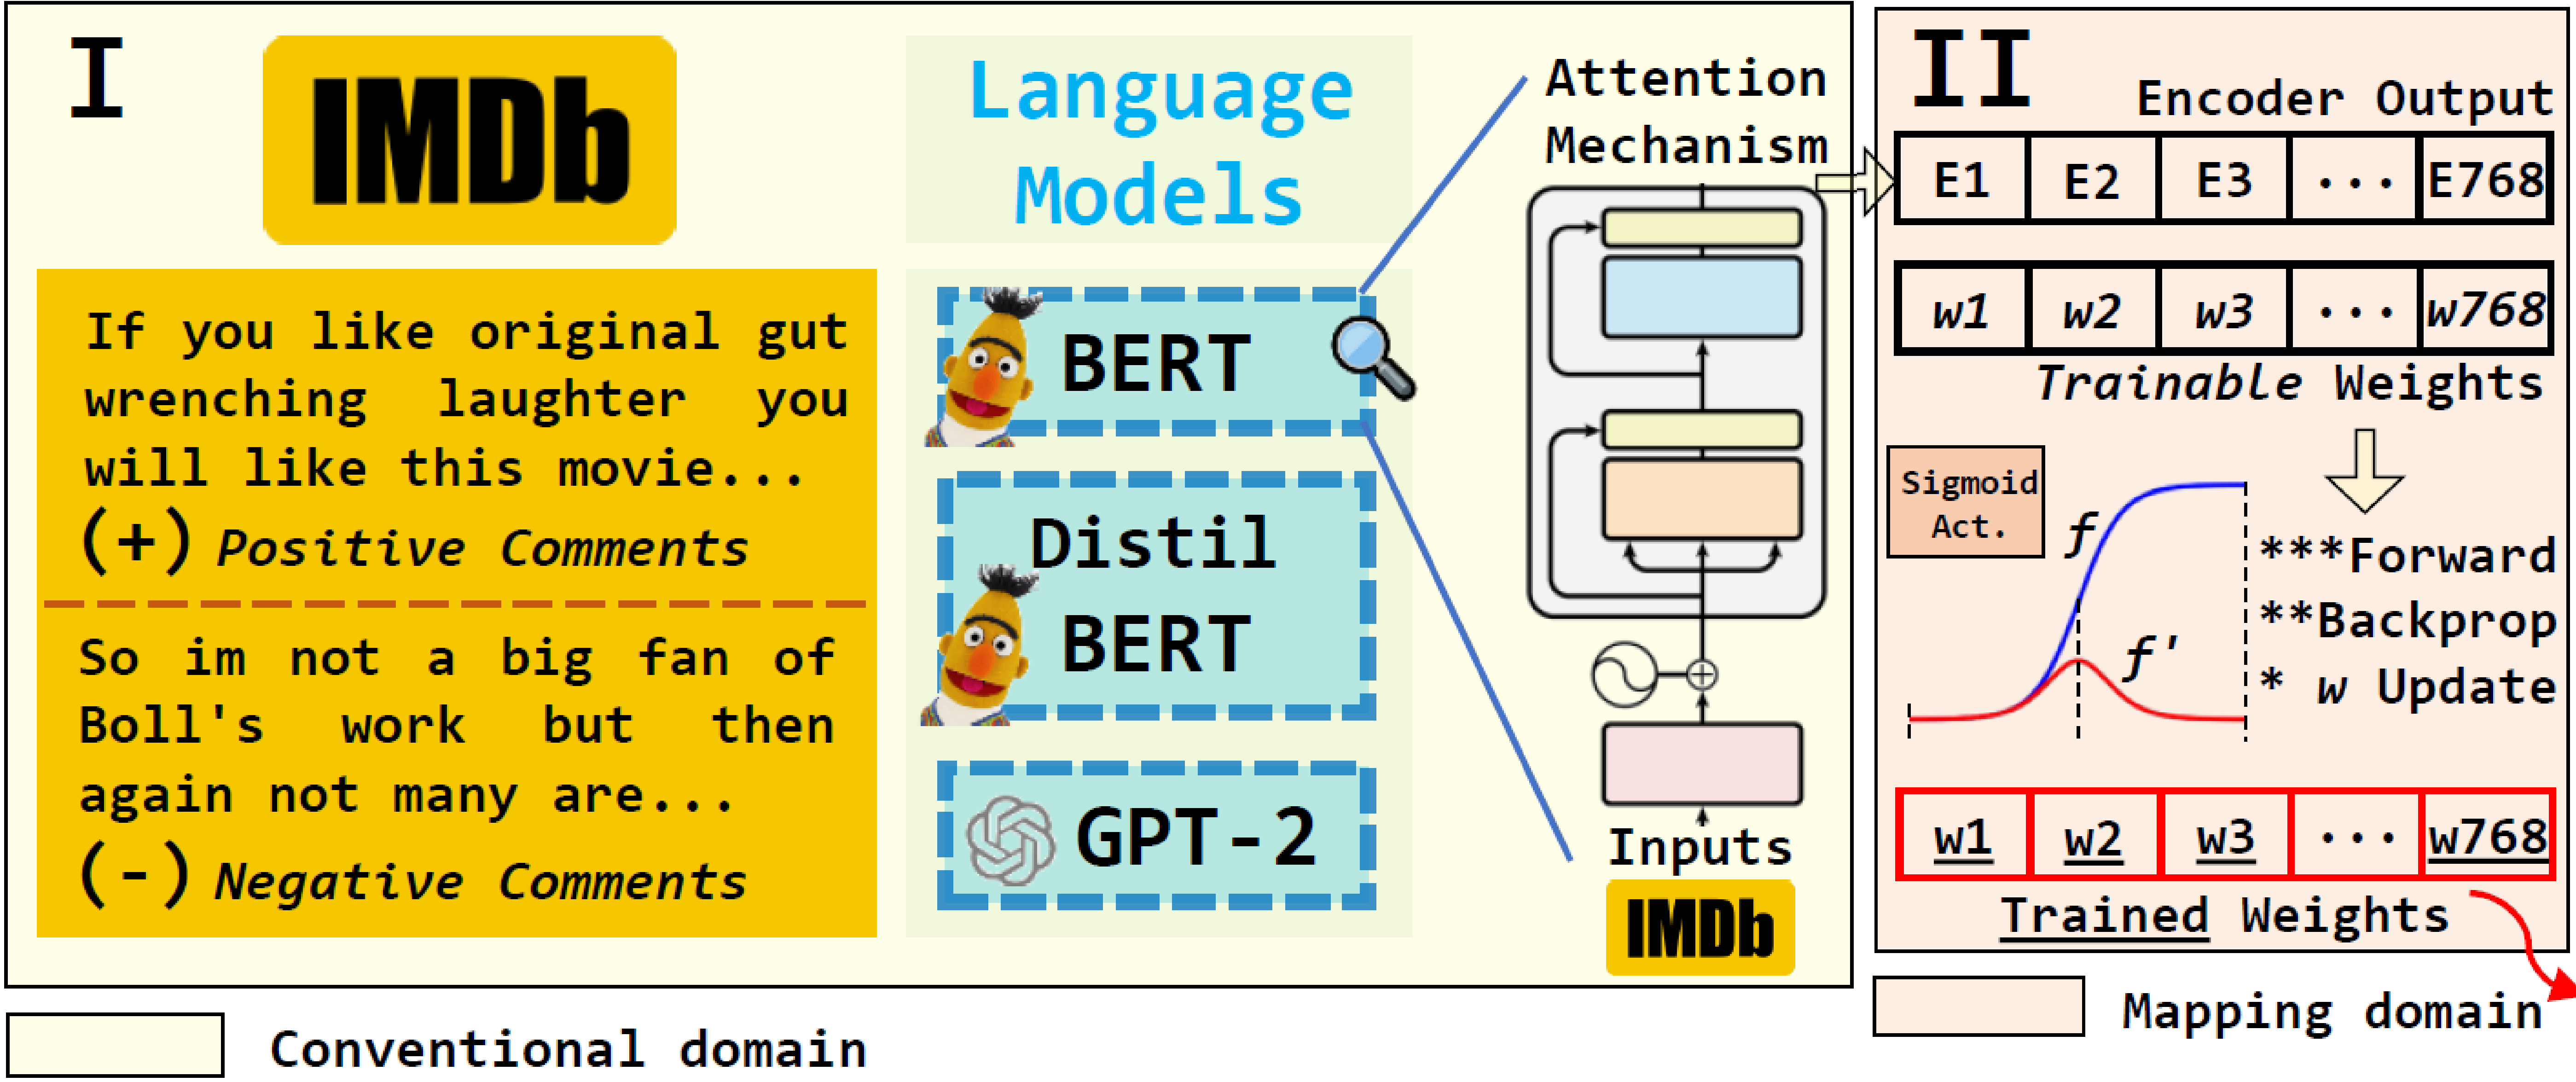 I
IMDb
If you like original gut
wrenching laughter you
will like this movie...
(+) Positive Comments
So im not a big fan of
Boll's work but then
again not many are...
(-) Negative Comments
Language
Models
BERT
Distil
BERT
GPT-2
Attention
Mechanism
Inputs
IMDb
II
Encoder Output
E1 E2 E3 ... E768
w1 w2 w3 ... w768
Trainable Weights
Sigmoid
Act.
f
f'
***Forward
**Backprop
* w Update
w1 w2 w3 ... w768
Trained Weights
Conventional domain
Mapping domain